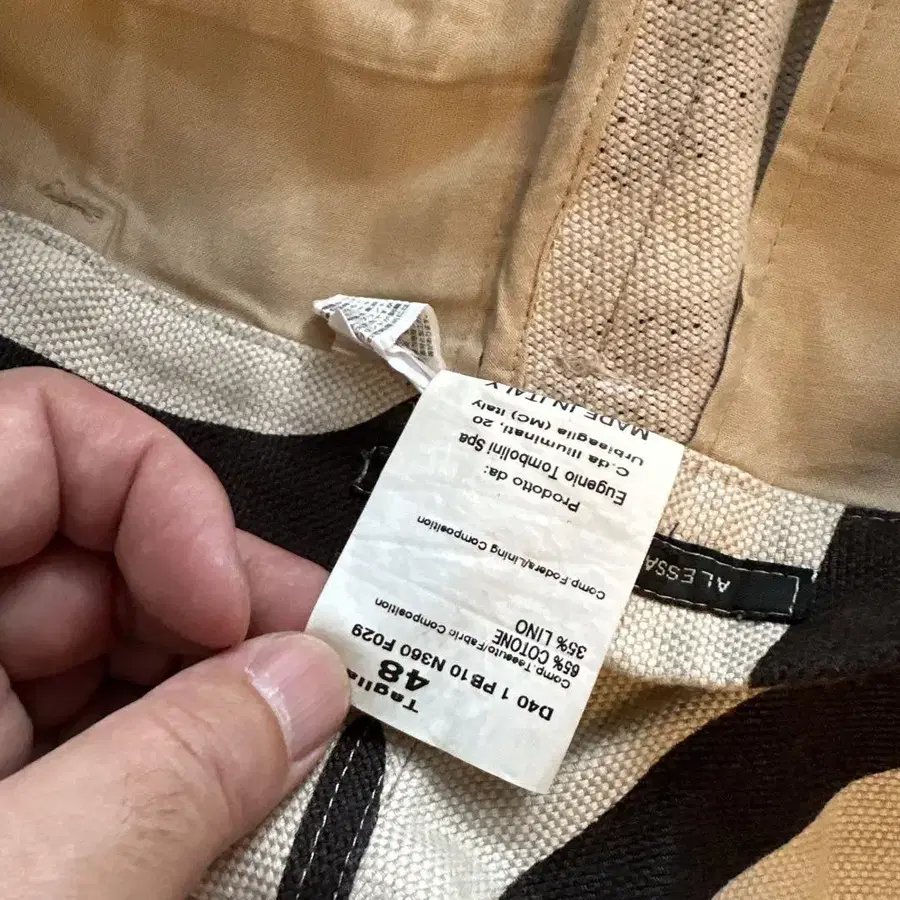 D40 1 PB10 N360 F029
Taglia
48
Comp.Tessuto/Fabric Composition
65% COTONE
35% LINO
Comp.Fodera/Lining Composition
Prodotto da:
Eugenio Tombolini Spa
C.da Illuminati, 20
Urbisaglia (MC) Italy
MADE IN ITALY
ALESSA